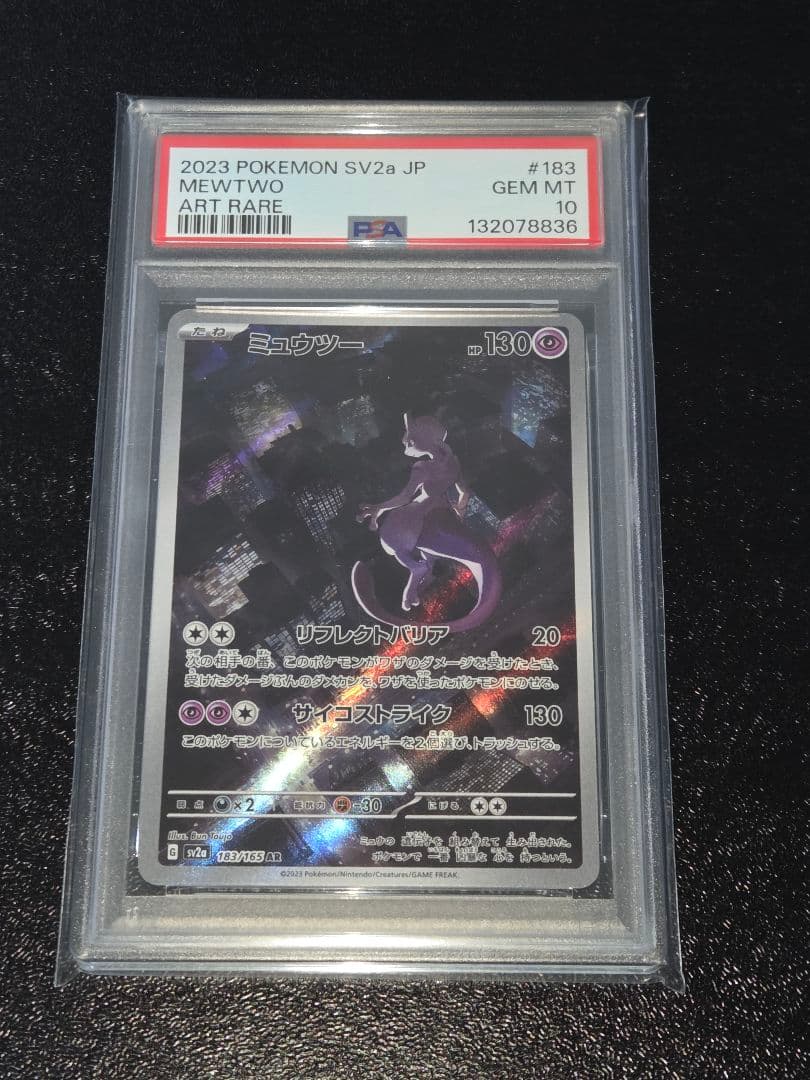 2023 POKEMON SV2a JP #183
MEWTWO GEM MT
ART RARE 10
PSA 132078836
たね ミュウツー HP 130
リフレクトバリア 20
次の相手の番、このポケモンがワザのダメージを受けたとき、
受けたダメージぶんのダメカンを、ワザを使ったポケモンにのせる。
サイコストライク 130
このポケモンについているエネルギーを2個選び、トラッシュする。
弱点 ×2 抵抗力 -30 にげる
Illus. Bun Toujo
G sv2a 183/165 AR
ミュウの 遺伝子を 組み替えて 生み出された。
ポケモンで 一番 凶暴な 心を 持つという。
©2023 Pokémon/Nintendo/Creatures/GAME FREAK.